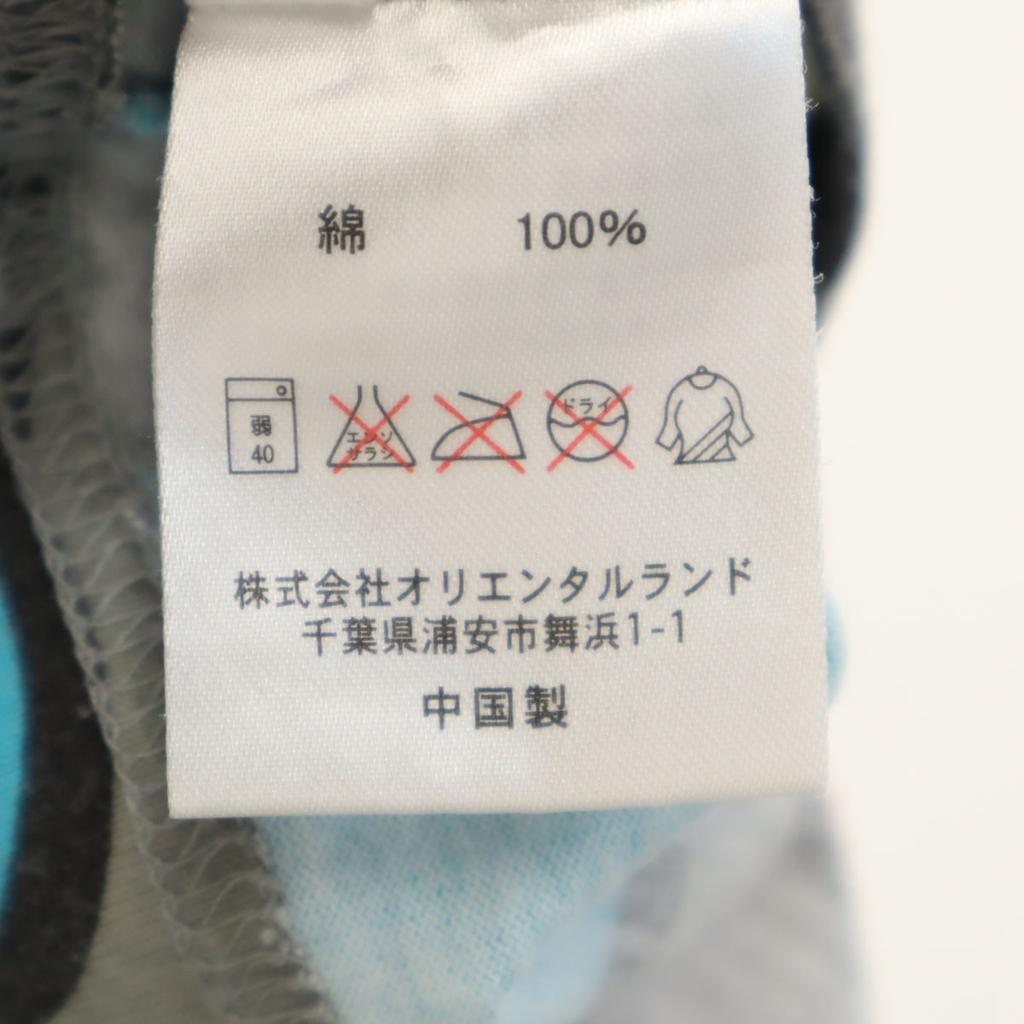 綿 100%
弱 エンソ ドライ
40 サラシ
株式会社オリエンタルランド
千葉県浦安市舞浜1-1
中国製